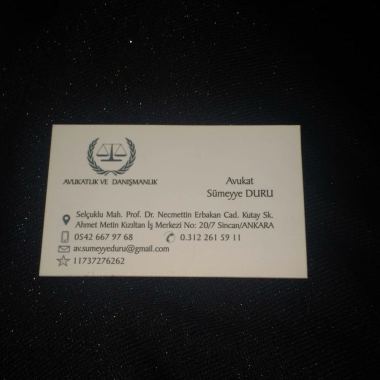 AVUKATLIK VE DANIŞMANLIK
Avukat
Sümeyye DURU
Selçuklu Mah. Prof. Dr. Necmettin Erbakan Cad. Kutay Sk.
Ahmet Metin Kızıltan İş Merkezi No: 20/7 Sincan/ANKARA
0542 667 97 68 0.312 261 59 11
av.sumeyyeduru@gmail.com
11737276262